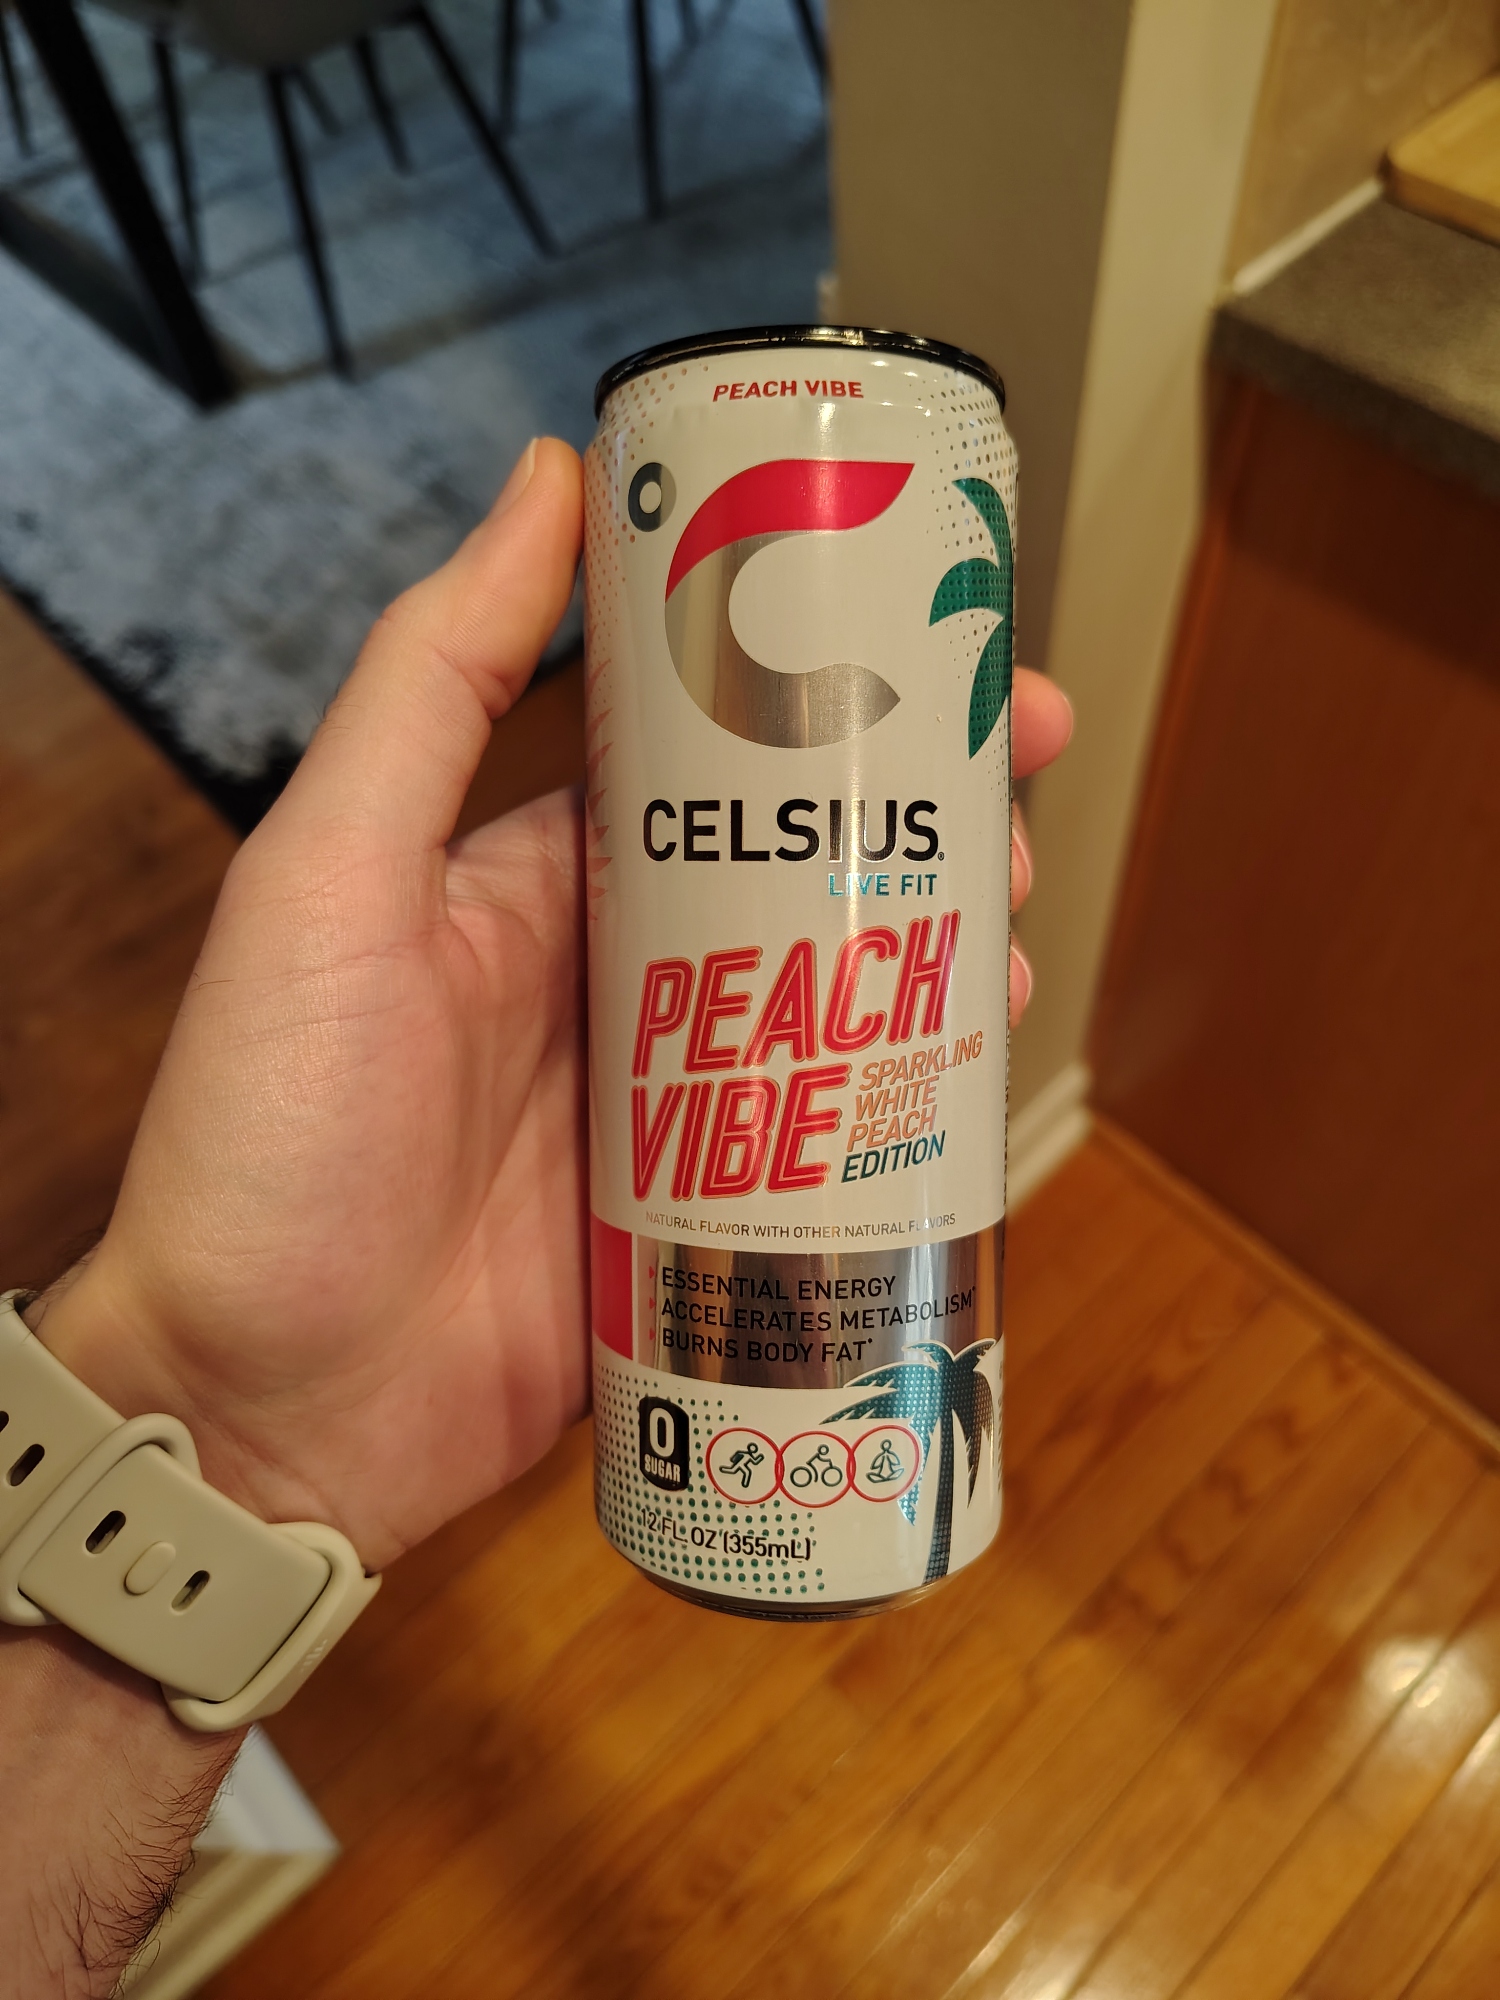 PEACH VIBE
CELSIUS®
LIVE FIT
PEACH
VIBE
SPARKLING
WHITE
PEACH
EDITION
NATURAL FLAVOR WITH OTHER NATURAL FLAVORS
ESSENTIAL ENERGY
ACCELERATES METABOLISM*
BURNS BODY FAT*
0
SUGAR
12 FL. OZ (355mL)